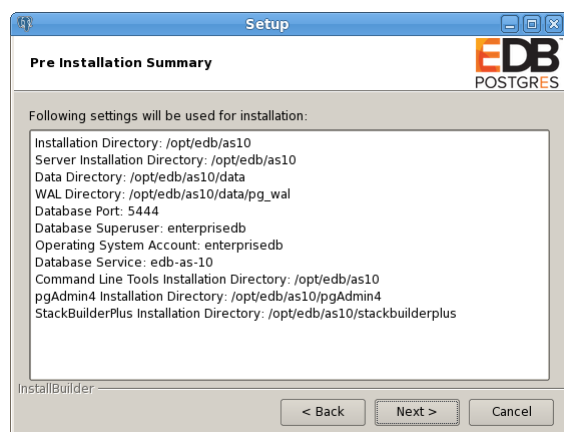 Setup
Pre Installation Summary
EDB
POSTGRES
Following settings will be used for installation:
Installation Directory: /opt/edb/as10
Server Installation Directory: /opt/edb/as10
Data Directory: /opt/edb/as10/data
WAL Directory: /opt/edb/as10/data/pg_wal
Database Port: 5444
Database Superuser: enterprisedb
Operating System Account: enterprisedb
Database Service: edb-as-10
Command Line Tools Installation Directory: /opt/edb/as10
pgAdmin4 Installation Directory: /opt/edb/as10/pgAdmin4
StackBuilderPlus Installation Directory: /opt/edb/as10/stackbuilderplus
InstallBuilder
< Back
Next >
Cancel